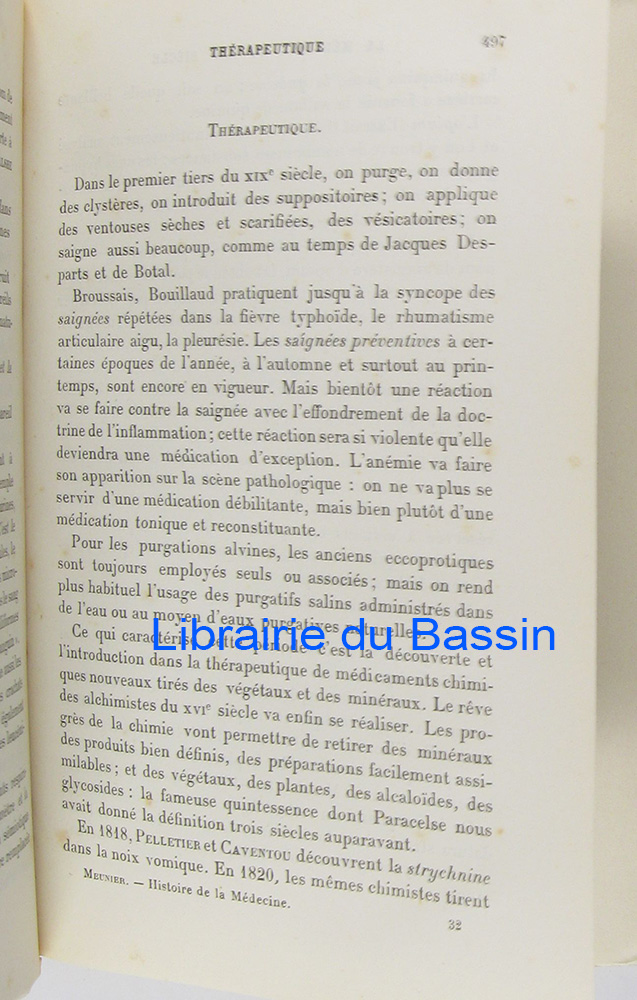 THÉRAPEUTIQUE
497
THÉRAPEUTIQUE.
Dans le premier tiers du XIXe siècle, on purge, on donne
des clystères, on introduit des suppositoires; on applique
des ventouses sèches et scarifiées, des vésicatoires; on
saigne aussi beaucoup, comme au temps de Jacques Des-
parts et de Botal.
Broussais, Bouillaud pratiquent jusqu'à la syncope des
saignées répétées dans la fièvre typhoïde, le rhumatisme
articulaire aigu, la pleurésie. Les saignées préventives à cer-
taines époques de l'année, à l'automne et surtout au prin-
temps, sont encore en vigueur. Mais bientôt une réaction
va se faire contre la saignée avec l'effondrement de la doc-
trine de l'inflammation; cette réaction sera si violente qu'elle
deviendra une médication d'exception. L'anémie va faire
son apparition sur la scène pathologique : on ne va plus se
servir d'une médication débilitante, mais bien plutôt d'une
médication tonique et reconstituante.
Pour les purgations alvines, les anciens eccoprotiques
sont toujours employés seuls ou associés; mais on rend
plus habituel l'usage des purgatifs salins administrés dans
de l'eau ou au moyen d'eaux purgatives naturelles.
Librairie du Bassin
Ce qui caractérise cette période c'est la découverte et
l'introduction dans la thérapeutique de médicaments chimi-
ques nouveaux tirés des végétaux et des minéraux. Le rêve
des alchimistes du XVIe siècle va enfin se réaliser. Les pro-
grès de la chimie vont permettre de retirer des minéraux
des produits bien définis, des préparations facilement assi-
milables; et des végétaux, des plantes, des alcaloïdes, des
glycosides : la fameuse quintessence dont Paracelse nous
avait donné la définition trois siècles auparavant.
En 1818, PELLETIER et CAVENTOU découvrent la strychnine
dans la noix vomique. En 1820, les mêmes chimistes tirent
MEUNIER. — Histoire de la Médecine.
32